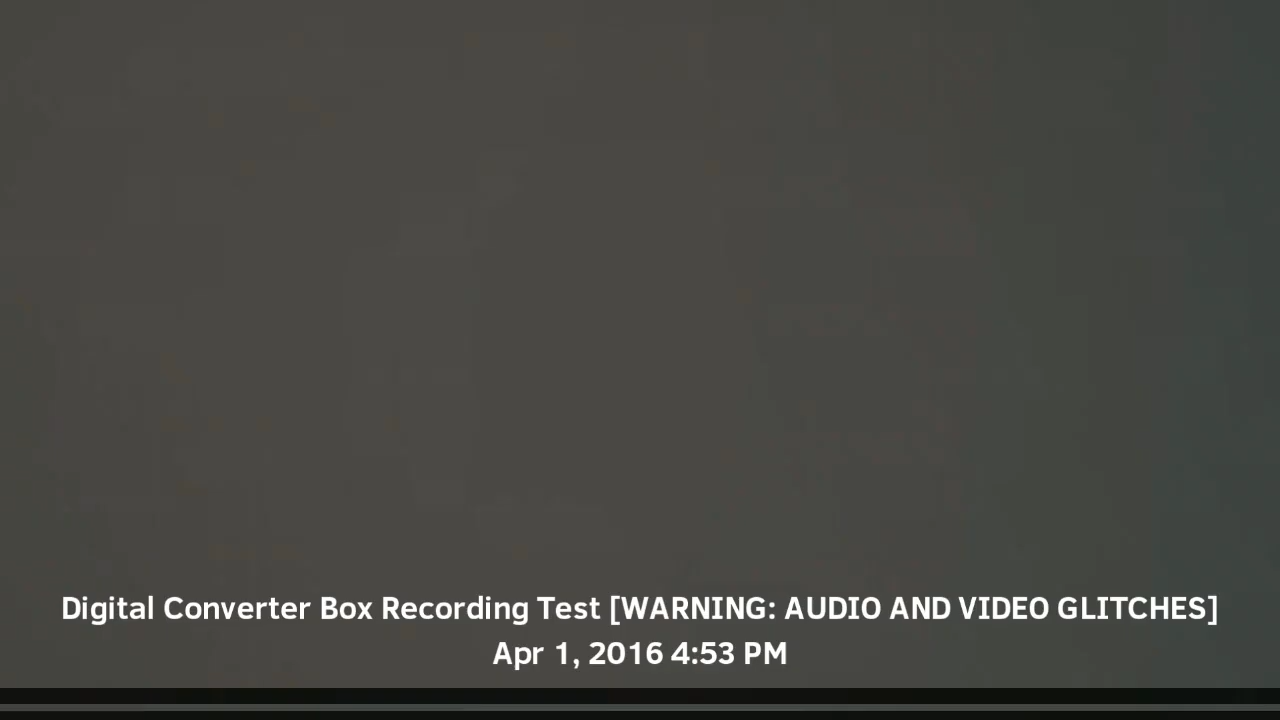 Digital Converter Box Recording Test [WARNING: AUDIO AND VIDEO GLITCHES]
Apr 1, 2016 4:53 PM